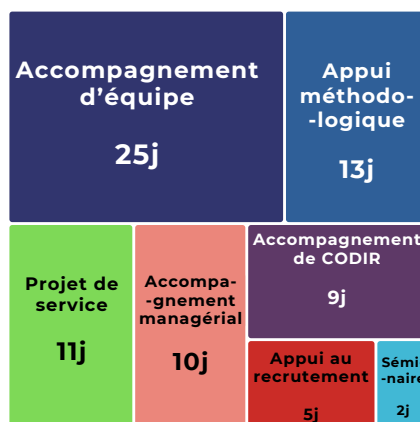 Accompagnement
d'équipe
25j
Appui
méthodo-
-logique
13j
Projet de
service
11j
Accompa-
-gnement
managérial
10j
Accompagnement
de CODIR
9j
Appui au
recrutement
5j
Sémi-
-naire
2j